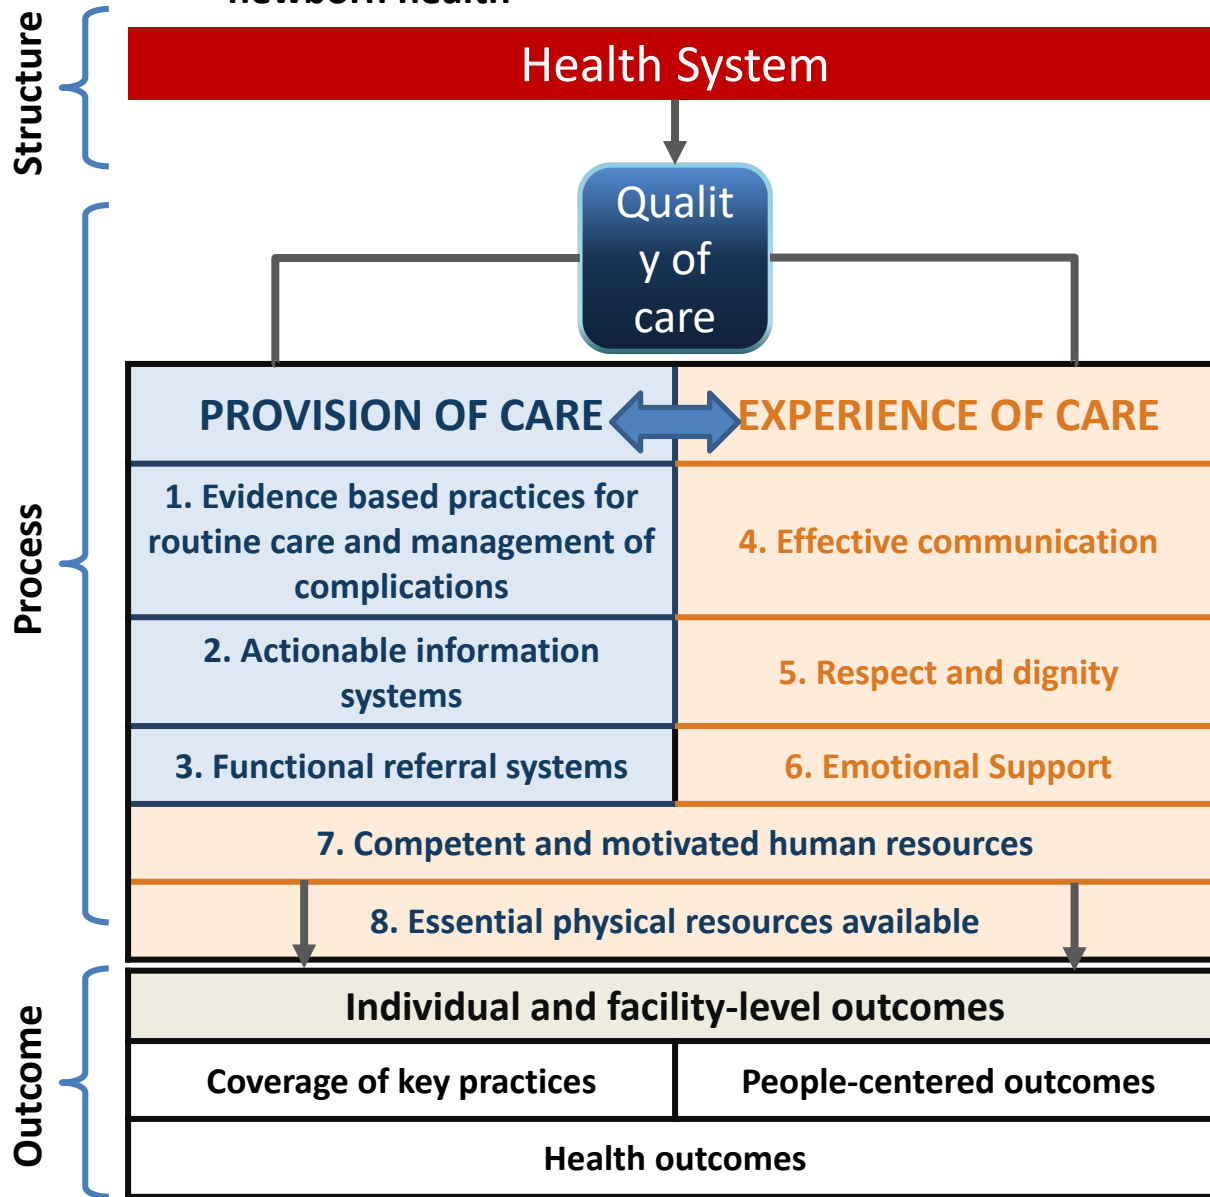 newborn health
Structure
Health System
Qualit
y of
care
Process
PROVISION OF CARE
EXPERIENCE OF CARE
1. Evidence based practices for
routine care and management of
complications
4. Effective communication
2. Actionable information
systems
5. Respect and dignity
3. Functional referral systems
6. Emotional Support
7. Competent and motivated human resources
8. Essential physical resources available
Outcome
Individual and facility-level outcomes
Coverage of key practices
People-centered outcomes
Health outcomes